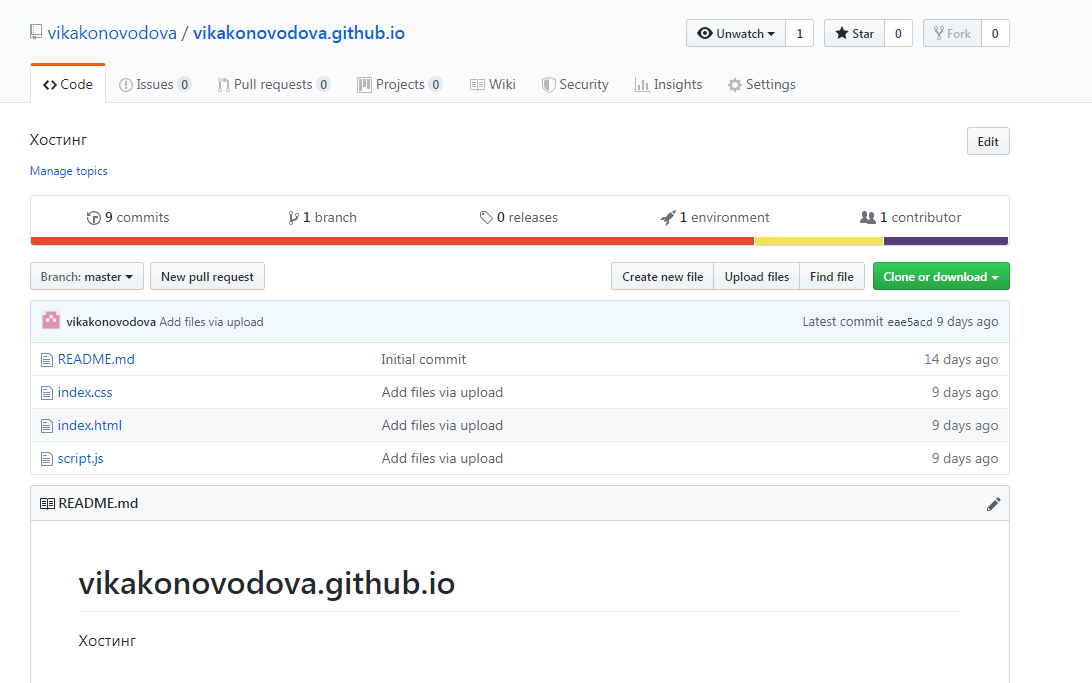 vikakonovodova / vikakonovodova.github.io
Unwatch 1 Star 0 Fork 0
Code Issues 0 Pull requests 0 Projects 0 Wiki Security Insights Settings
Хостинг
Edit
Manage topics
9 commits 1 branch 0 releases 1 environment 1 contributor
Branch: master New pull request Create new file Upload files Find file Clone or download
vikakonovodova Add files via upload Latest commit eae5acd 9 days ago
README.md Initial commit 14 days ago
index.css Add files via upload 9 days ago
index.html Add files via upload 9 days ago
script.js Add files via upload 9 days ago
README.md
vikakonovodova.github.io
Хостинг